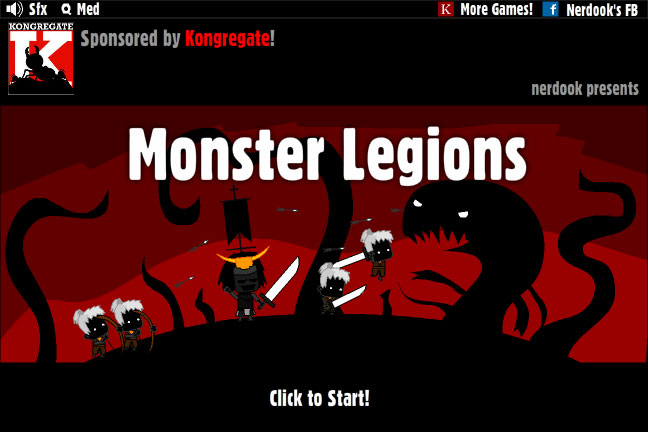 Sfx Med K More Games! f Nerdook's FB
KONGREGATE
K
Sponsored by Kongregate!
nerdook presents
Monster Legions
Click to Start!